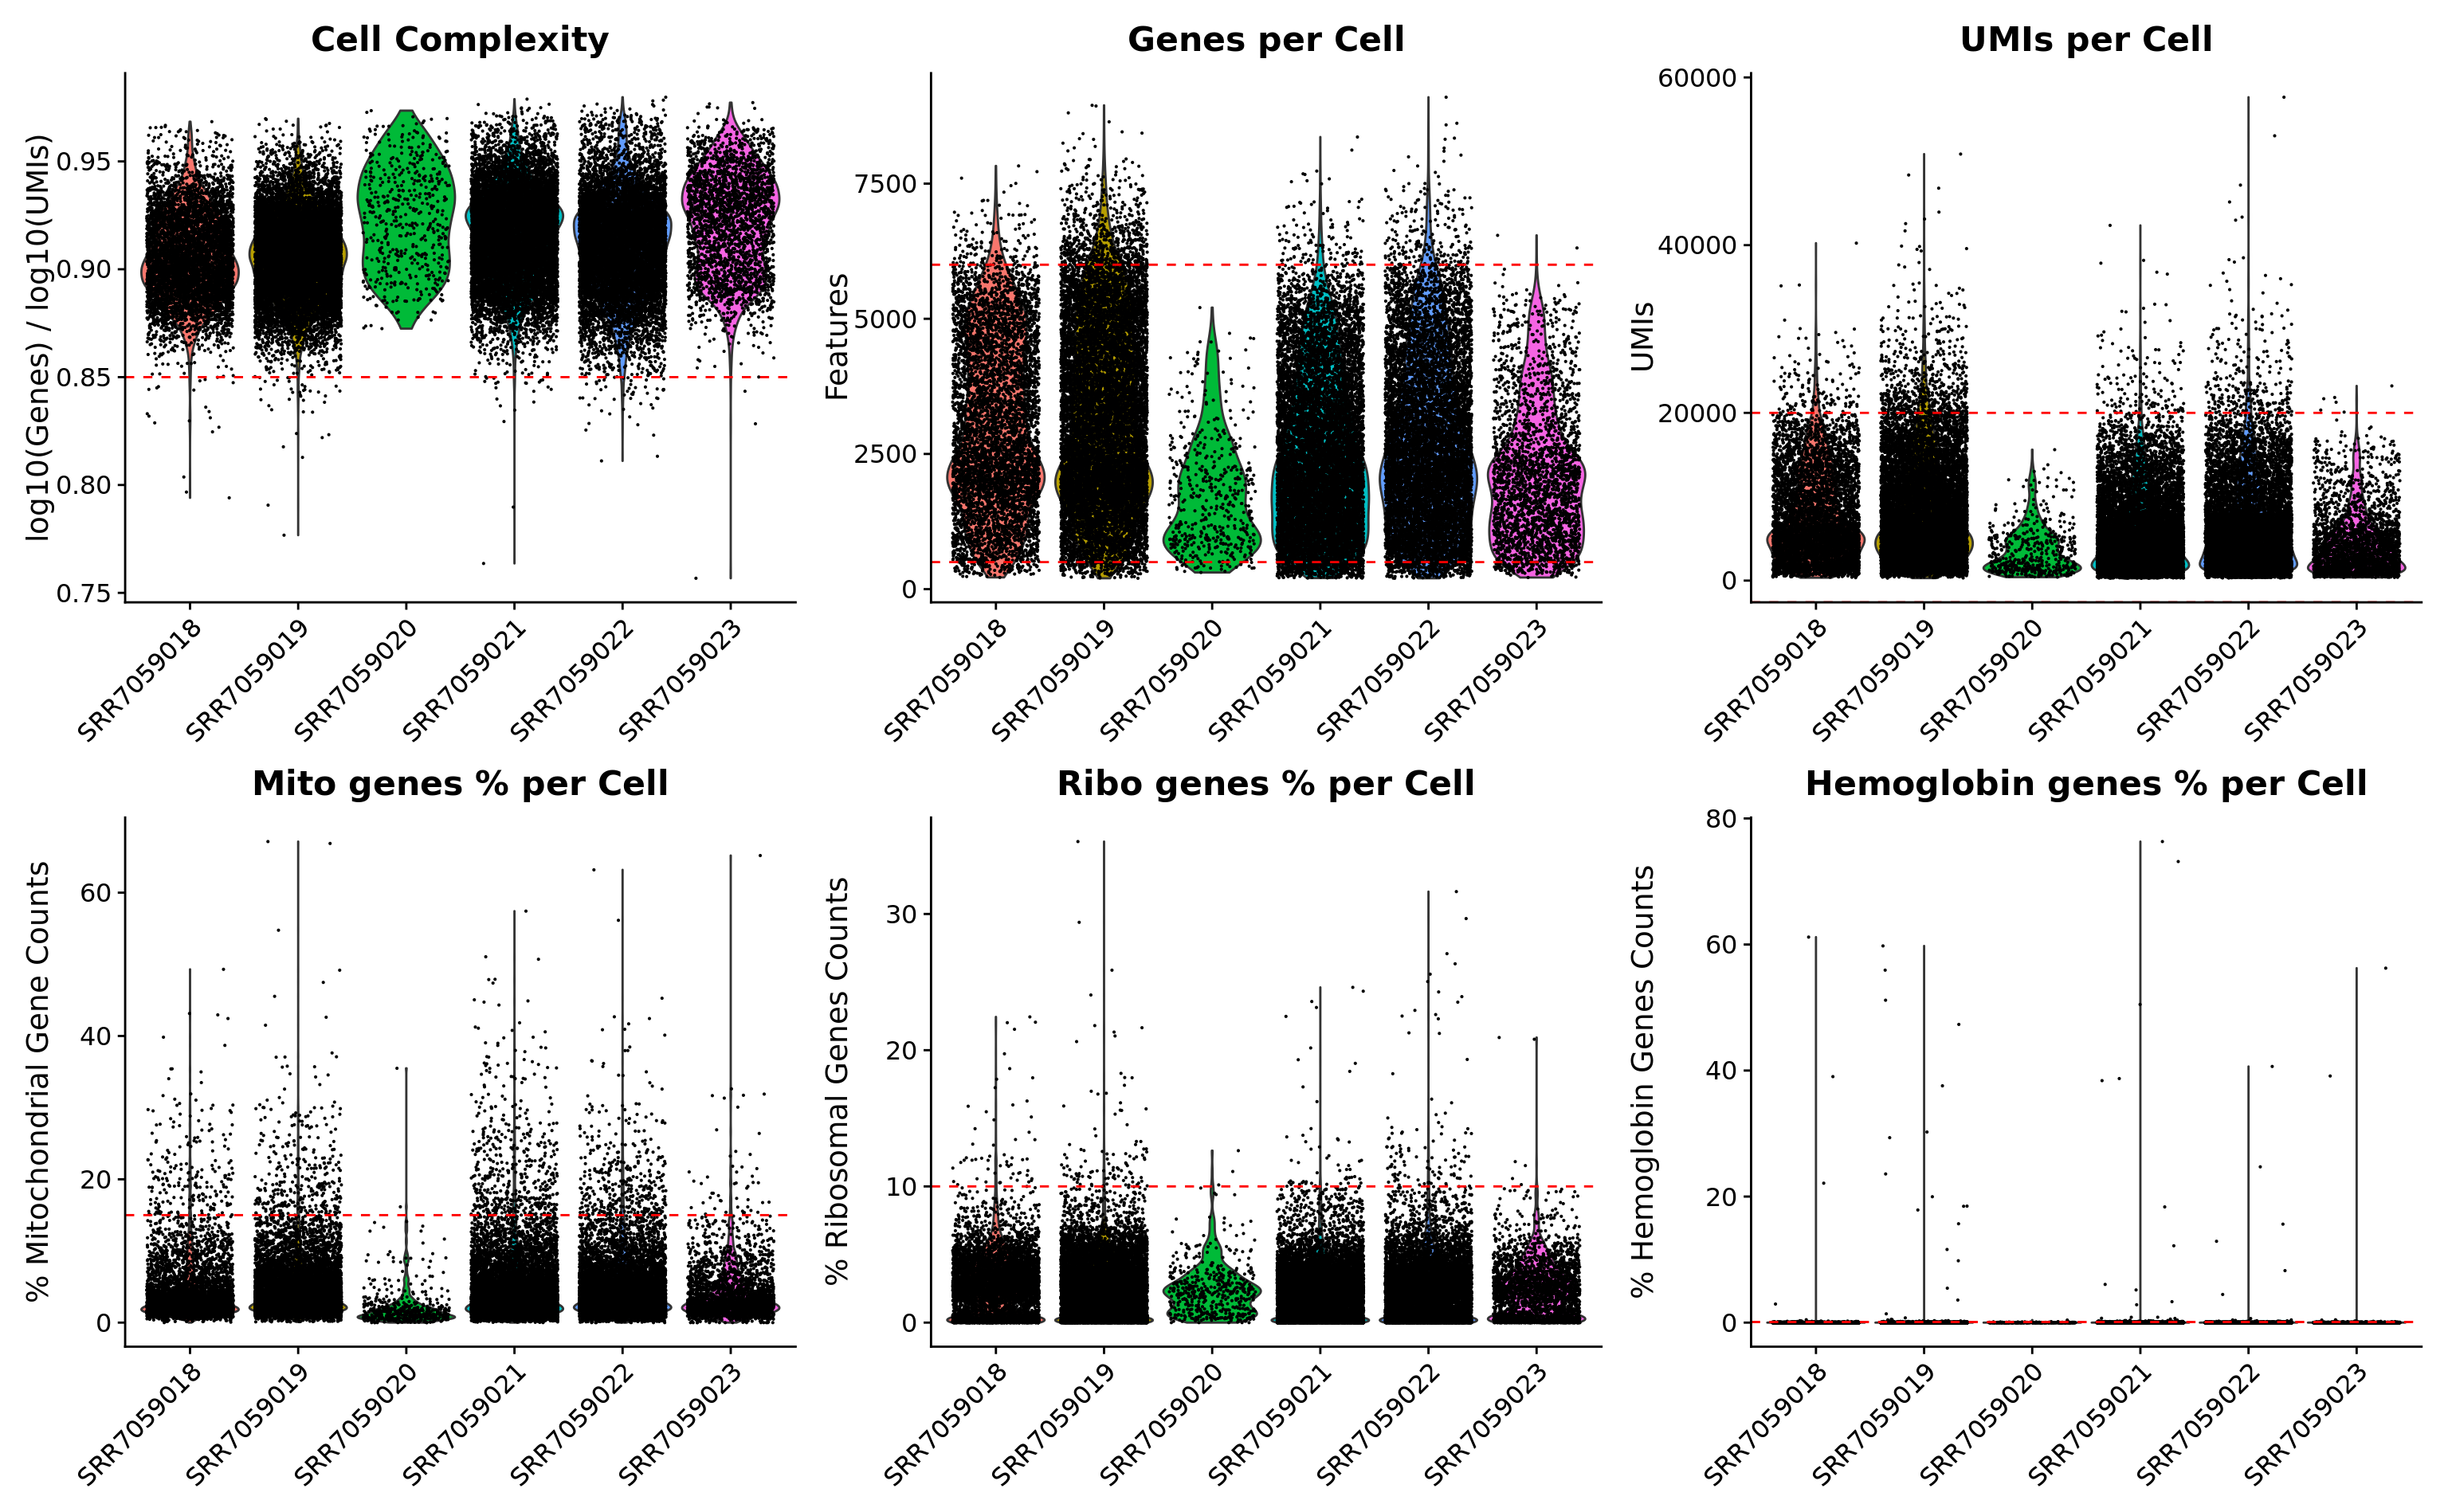 Cell Complexity
log10(Genes) / log10(UMIs)
0.95
0.90
0.85
0.80
0.75
SRR7059018
SRR7059019
SRR7059020
SRR7059021
SRR7059022
SRR7059023
Genes per Cell
Features
7500
5000
2500
0
SRR7059018
SRR7059019
SRR7059020
SRR7059021
SRR7059022
SRR7059023
UMIs per Cell
UMIs
60000
40000
20000
0
SRR7059018
SRR7059019
SRR7059020
SRR7059021
SRR7059022
SRR7059023
Mito genes % per Cell
% Mitochondrial Gene Counts
60
40
20
0
SRR7059018
SRR7059019
SRR7059020
SRR7059021
SRR7059022
SRR7059023
Ribo genes % per Cell
% Ribosomal Genes Counts
30
20
10
0
SRR7059018
SRR7059019
SRR7059020
SRR7059021
SRR7059022
SRR7059023
Hemoglobin genes % per Cell
% Hemoglobin Genes Counts
80
60
40
20
0
SRR7059018
SRR7059019
SRR7059020
SRR7059021
SRR7059022
SRR7059023